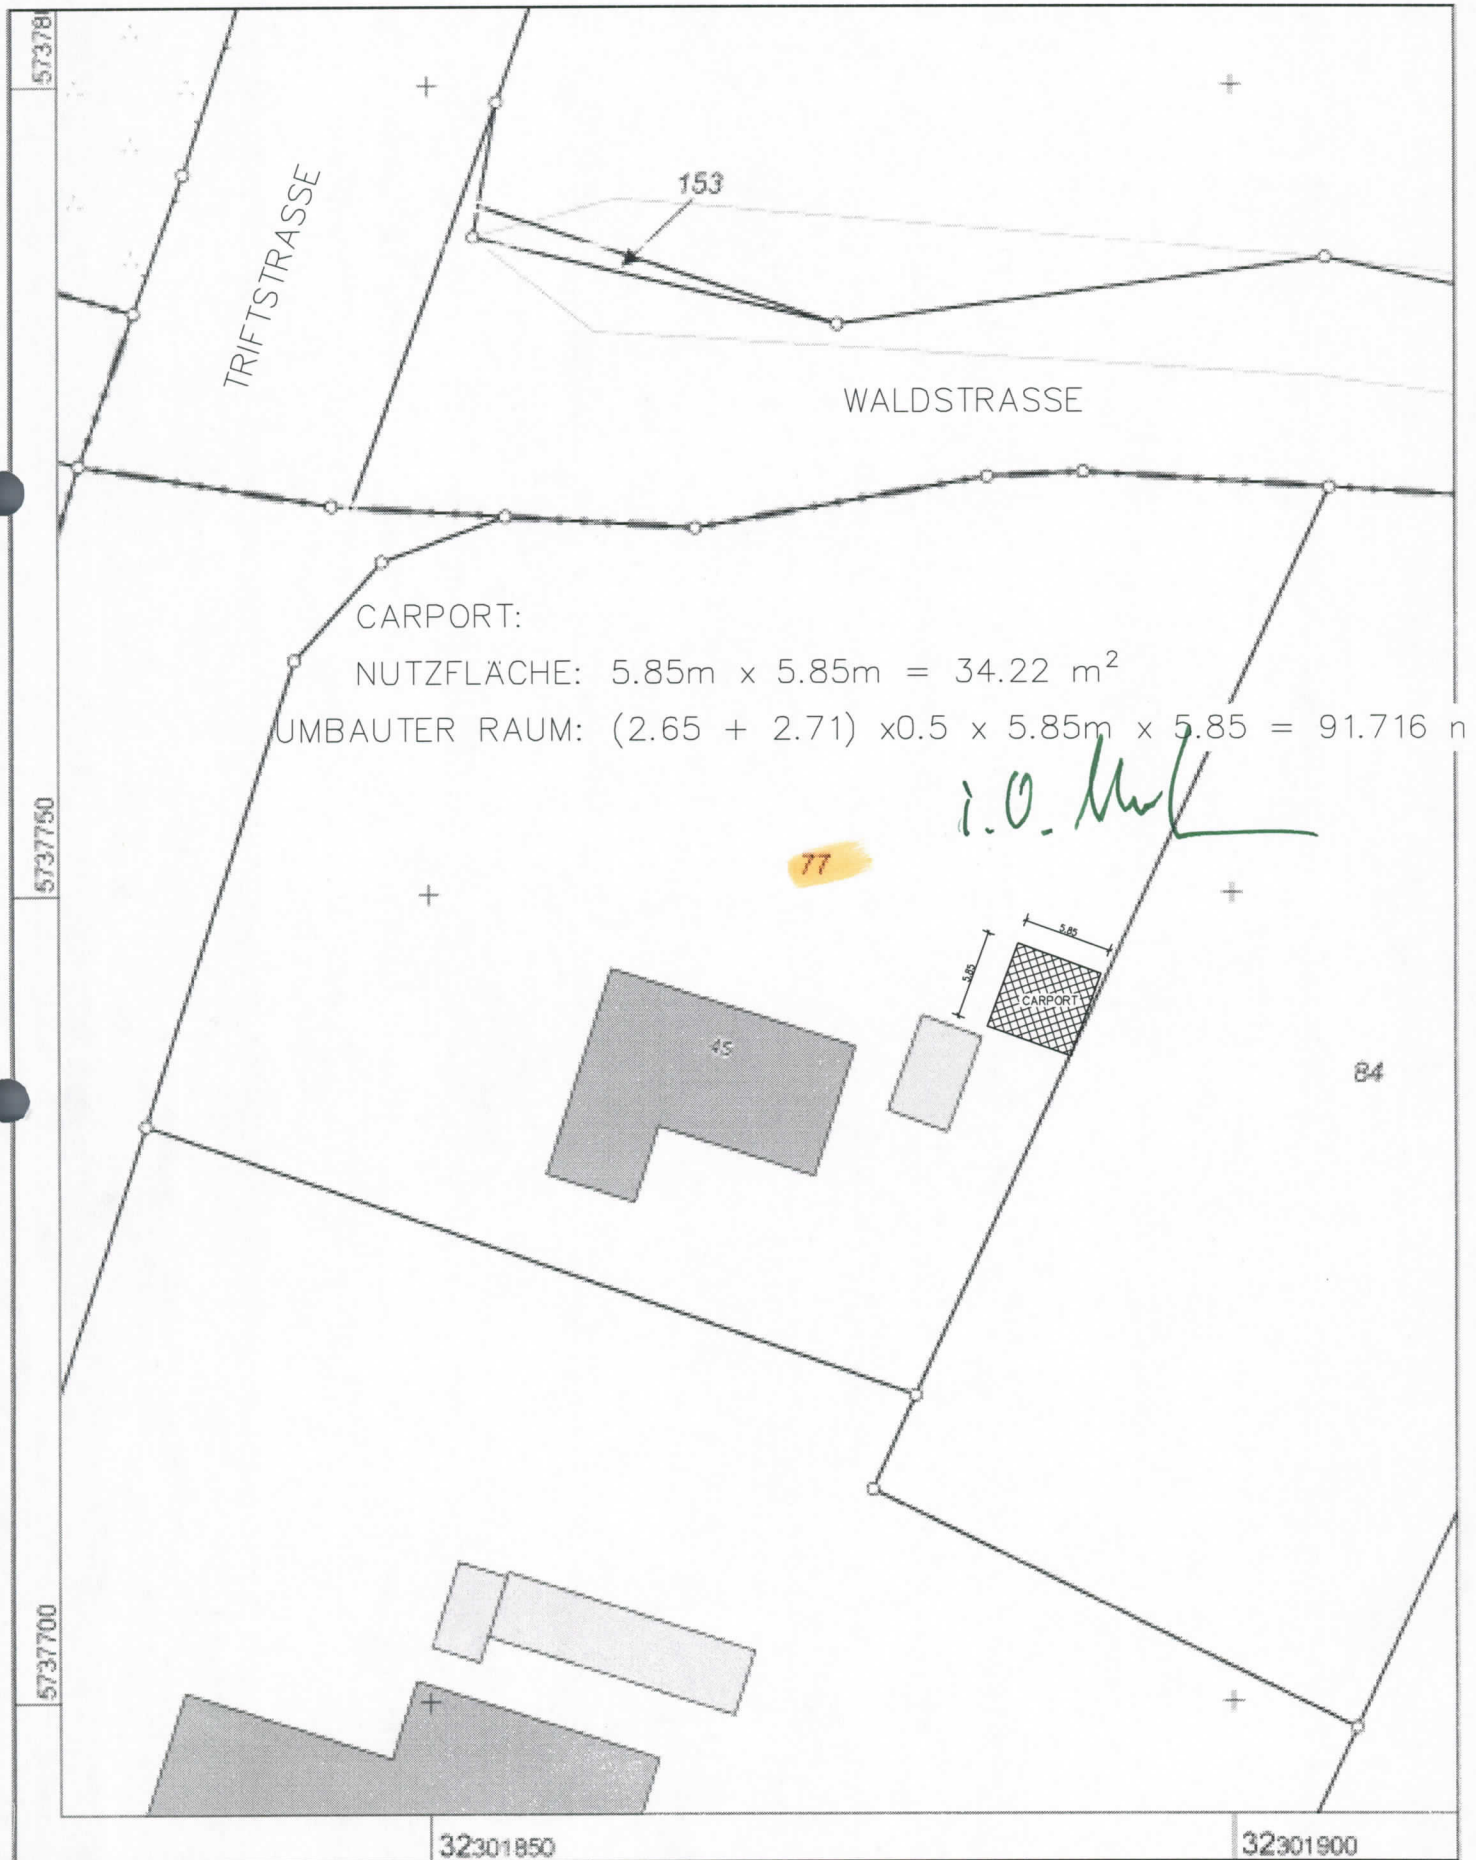 57378
153
TRIFTSTRASSE
WALDSTRASSE
CARPORT:
NUTZFLÄCHE: 5.85m x 5.85m = 34.22 m²
UMBAUTER RAUM: (2.65 + 2.71) x0.5 x 5.85m x 5.85 = 91.716
i.O.
5737750
77
5.85
5.85
CARPORT
45
84
5737700
32301850
32301900